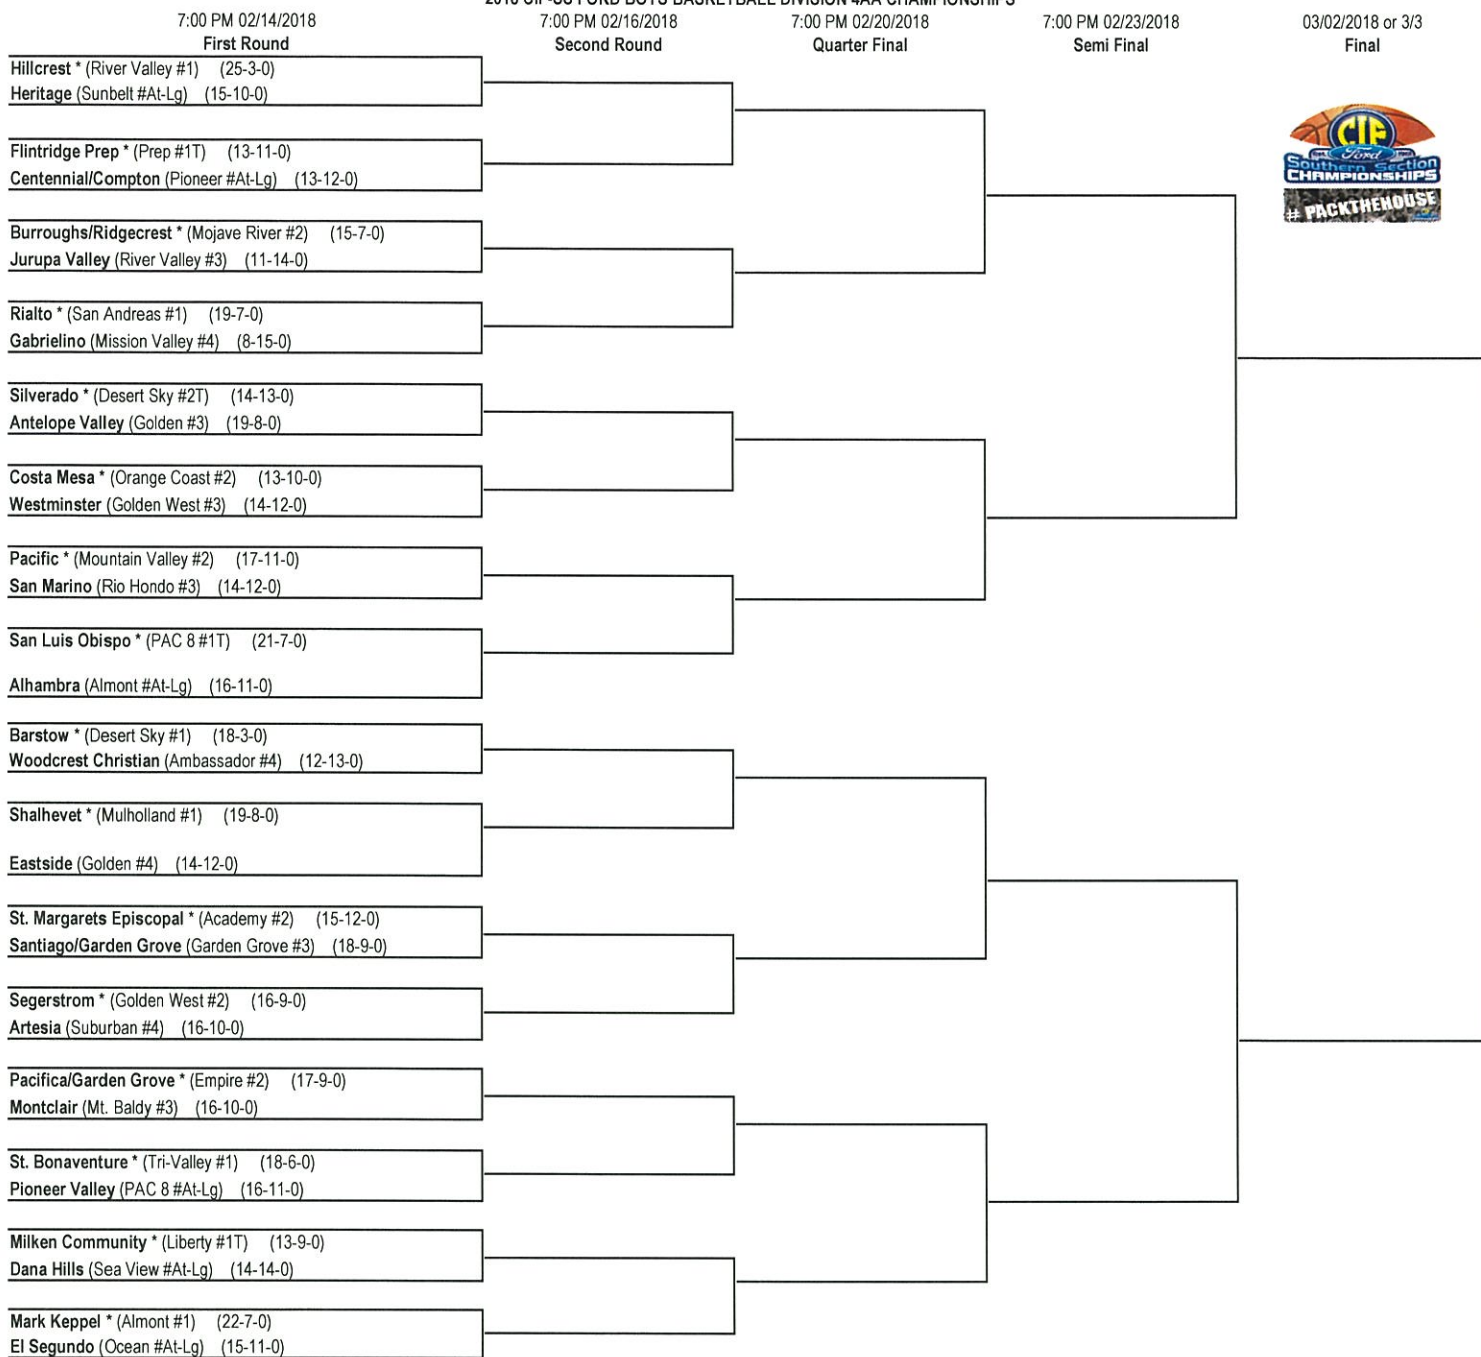 2018 CIF-SS FORD BOYS BASKETBALL DIVISION 4AA CHAMPIONSHIPS
7:00 PM 02/14/2018 7:00 PM 02/16/2018 7:00 PM 02/20/2018 7:00 PM 02/23/2018 03/02/2018 or 3/3
First Round Second Round Quarter Final Semi Final Final
Hillcrest * (River Valley #1) (25-3-0)
Heritage (Sunbelt #At-Lg) (15-10-0)
CIF
Ford
Southern Section
CHAMPIONSHIPS
# PACKTHEHOUSE
Flintridge Prep * (Prep #1T) (13-11-0)
Centennial/Compton (Pioneer #At-Lg) (13-12-0)
Burroughs/Ridgecrest * (Mojave River #2) (15-7-0)
Jurupa Valley (River Valley #3) (11-14-0)
Rialto * (San Andreas #1) (19-7-0)
Gabrielino (Mission Valley #4) (8-15-0)
Silverado * (Desert Sky #2T) (14-13-0)
Antelope Valley (Golden #3) (19-8-0)
Costa Mesa * (Orange Coast #2) (13-10-0)
Westminster (Golden West #3) (14-12-0)
Pacific * (Mountain Valley #2) (17-11-0)
San Marino (Rio Hondo #3) (14-12-0)
San Luis Obispo * (PAC 8 #1T) (21-7-0)
Alhambra (Almont #At-Lg) (16-11-0)
Barstow * (Desert Sky #1) (18-3-0)
Woodcrest Christian (Ambassador #4) (12-13-0)
Shalhevet * (Mulholland #1) (19-8-0)
Eastside (Golden #4) (14-12-0)
St. Margarets Episcopal * (Academy #2) (15-12-0)
Santiago/Garden Grove (Garden Grove #3) (18-9-0)
Segerstrom * (Golden West #2) (16-9-0)
Artesia (Suburban #4) (16-10-0)
Pacifica/Garden Grove * (Empire #2) (17-9-0)
Montclair (Mt. Baldy #3) (16-10-0)
St. Bonaventure * (Tri-Valley #1) (18-6-0)
Pioneer Valley (PAC 8 #At-Lg) (16-11-0)
Milken Community * (Liberty #1T) (13-9-0)
Dana Hills (Sea View #At-Lg) (14-14-0)
Mark Keppel * (Almont #1) (22-7-0)
El Segundo (Ocean #At-Lg) (15-11-0)